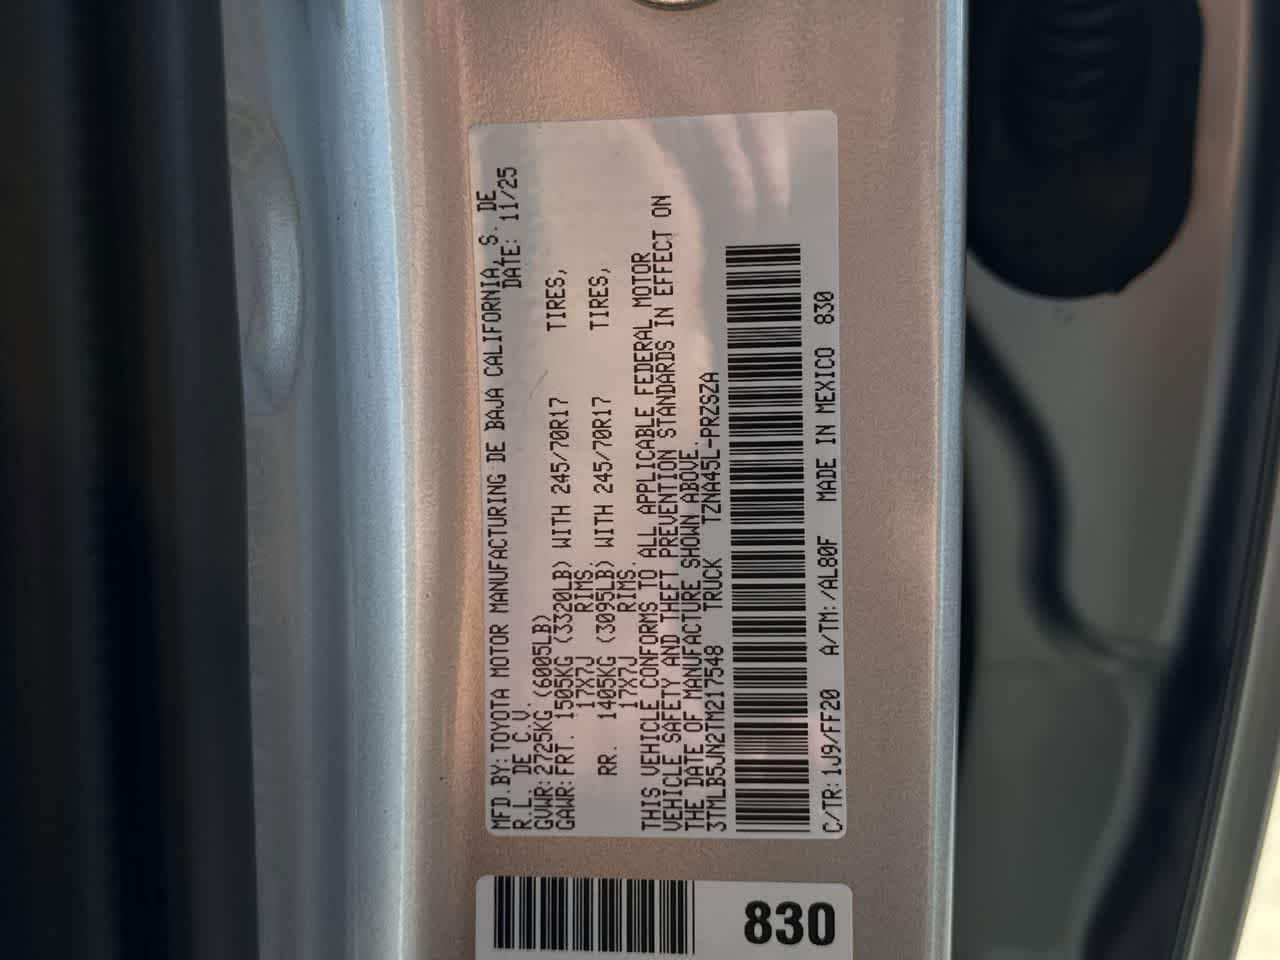 MFD.BY:TOYOTA MOTOR MANUFACTURING DE BAJA CALIFORNIA, S. DE
R.L. DE C.V. DATE: 11/25
GVWR:2725KG (6005LB)
GAWR:FRT. 1505KG (3320LB) WITH 245/70R17 TIRES,
17X7J RIMS.
RR. 1405KG (3095LB) WITH 245/70R17 TIRES,
17X7J RIMS.
THIS VEHICLE CONFORMS TO ALL APPLICABLE FEDERAL MOTOR
VEHICLE SAFETY AND THEFT PREVENTION STANDARDS IN EFFECT ON
THE DATE OF MANUFACTURE SHOWN ABOVE.
3TMLB5JN2TM217548 TRUCK TZNA45L-PRZSZA
C/TR:1J9/FF20 A/TM:/AL80F MADE IN MEXICO 830
830